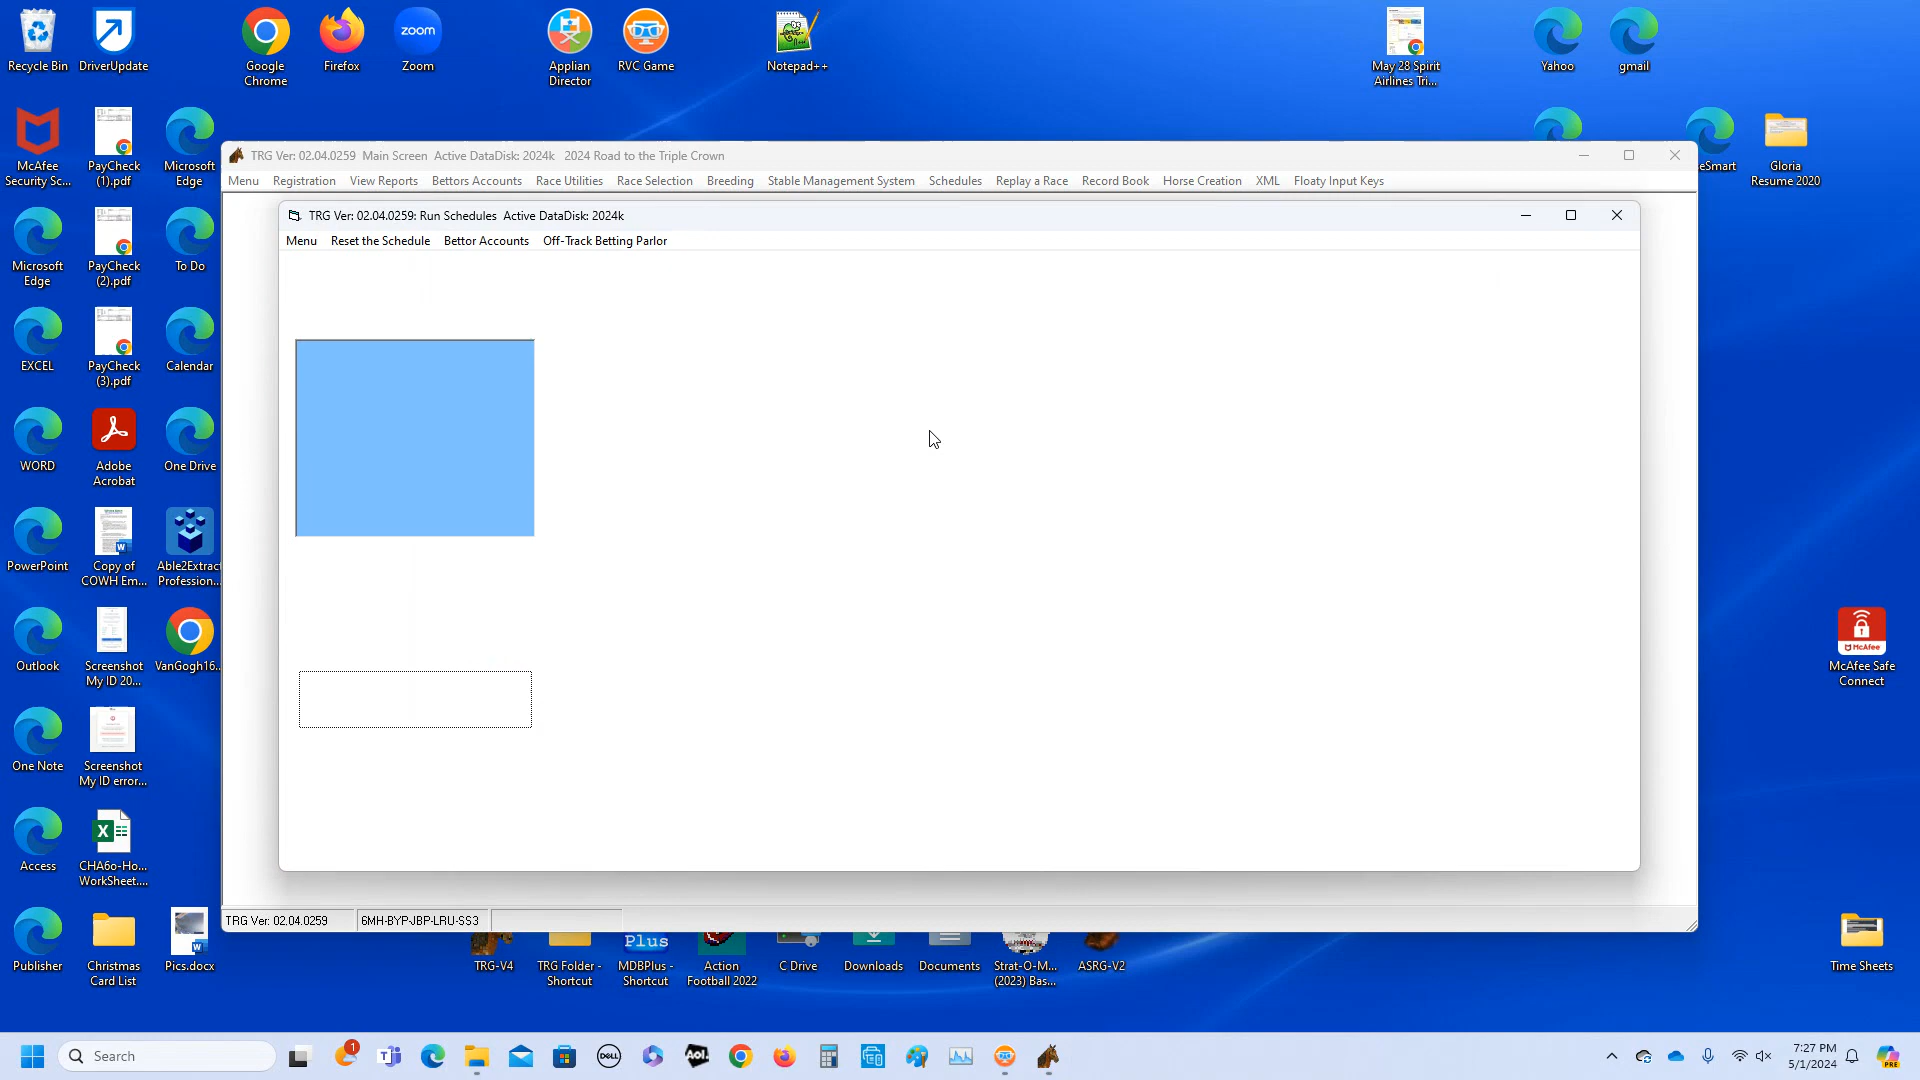 Recycle Bin
DriverUpdate
Google
Chrome
Firefox
zoom
Zoom
Applian
Director
RVC Game
Notepad++
May 28 Spirit
Airlines Tri...
Yahoo
gmail
McAfee
Security Sc...
PayCheck
(1).pdf
Microsoft
Edge
eSmart
Gloria
Resume 2020
TRG Ver: 02.04.0259 Main Screen Active DataDisk: 2024k 2024 Road to the Triple Crown
Menu Registration View Reports Bettors Accounts Race Utilities Race Selection Breeding Stable Management System Schedules Replay a Race Record Book Horse Creation XML Floaty Input Keys
TRG Ver: 02.04.0259: Run Schedules Active DataDisk: 2024k
Menu Reset the Schedule Bettor Accounts Off-Track Betting Parlor
Microsoft
Edge
PayCheck
(2).pdf
To Do
EXCEL
PayCheck
(3).pdf
Calendar
WORD
Adobe
Acrobat
One Drive
PowerPoint
Copy of
COWH Em...
Able2Extract
Profession...
Outlook
Screenshot
My ID 20...
VanGogh16...
McAfee
McAfee Safe
Connect
One Note
Screenshot
My ID error...
Access
CHA6o-Ho...
WorkSheet....
Publisher
Christmas
Card List
Pics.docx
TRG Ver: 02.04.0259 6MH-BYP-JBP-LRU-SS3
TRG-V4
TRG Folder -
Shortcut
Plus
MDBPlus -
Shortcut
Action
Football 2022
C Drive
Downloads
Documents
Strat-O-M...
(2023) Bas...
ASRG-V2
Time Sheets
Search
1
DELL
Aol.
7:27 PM
5/1/2024
PRE